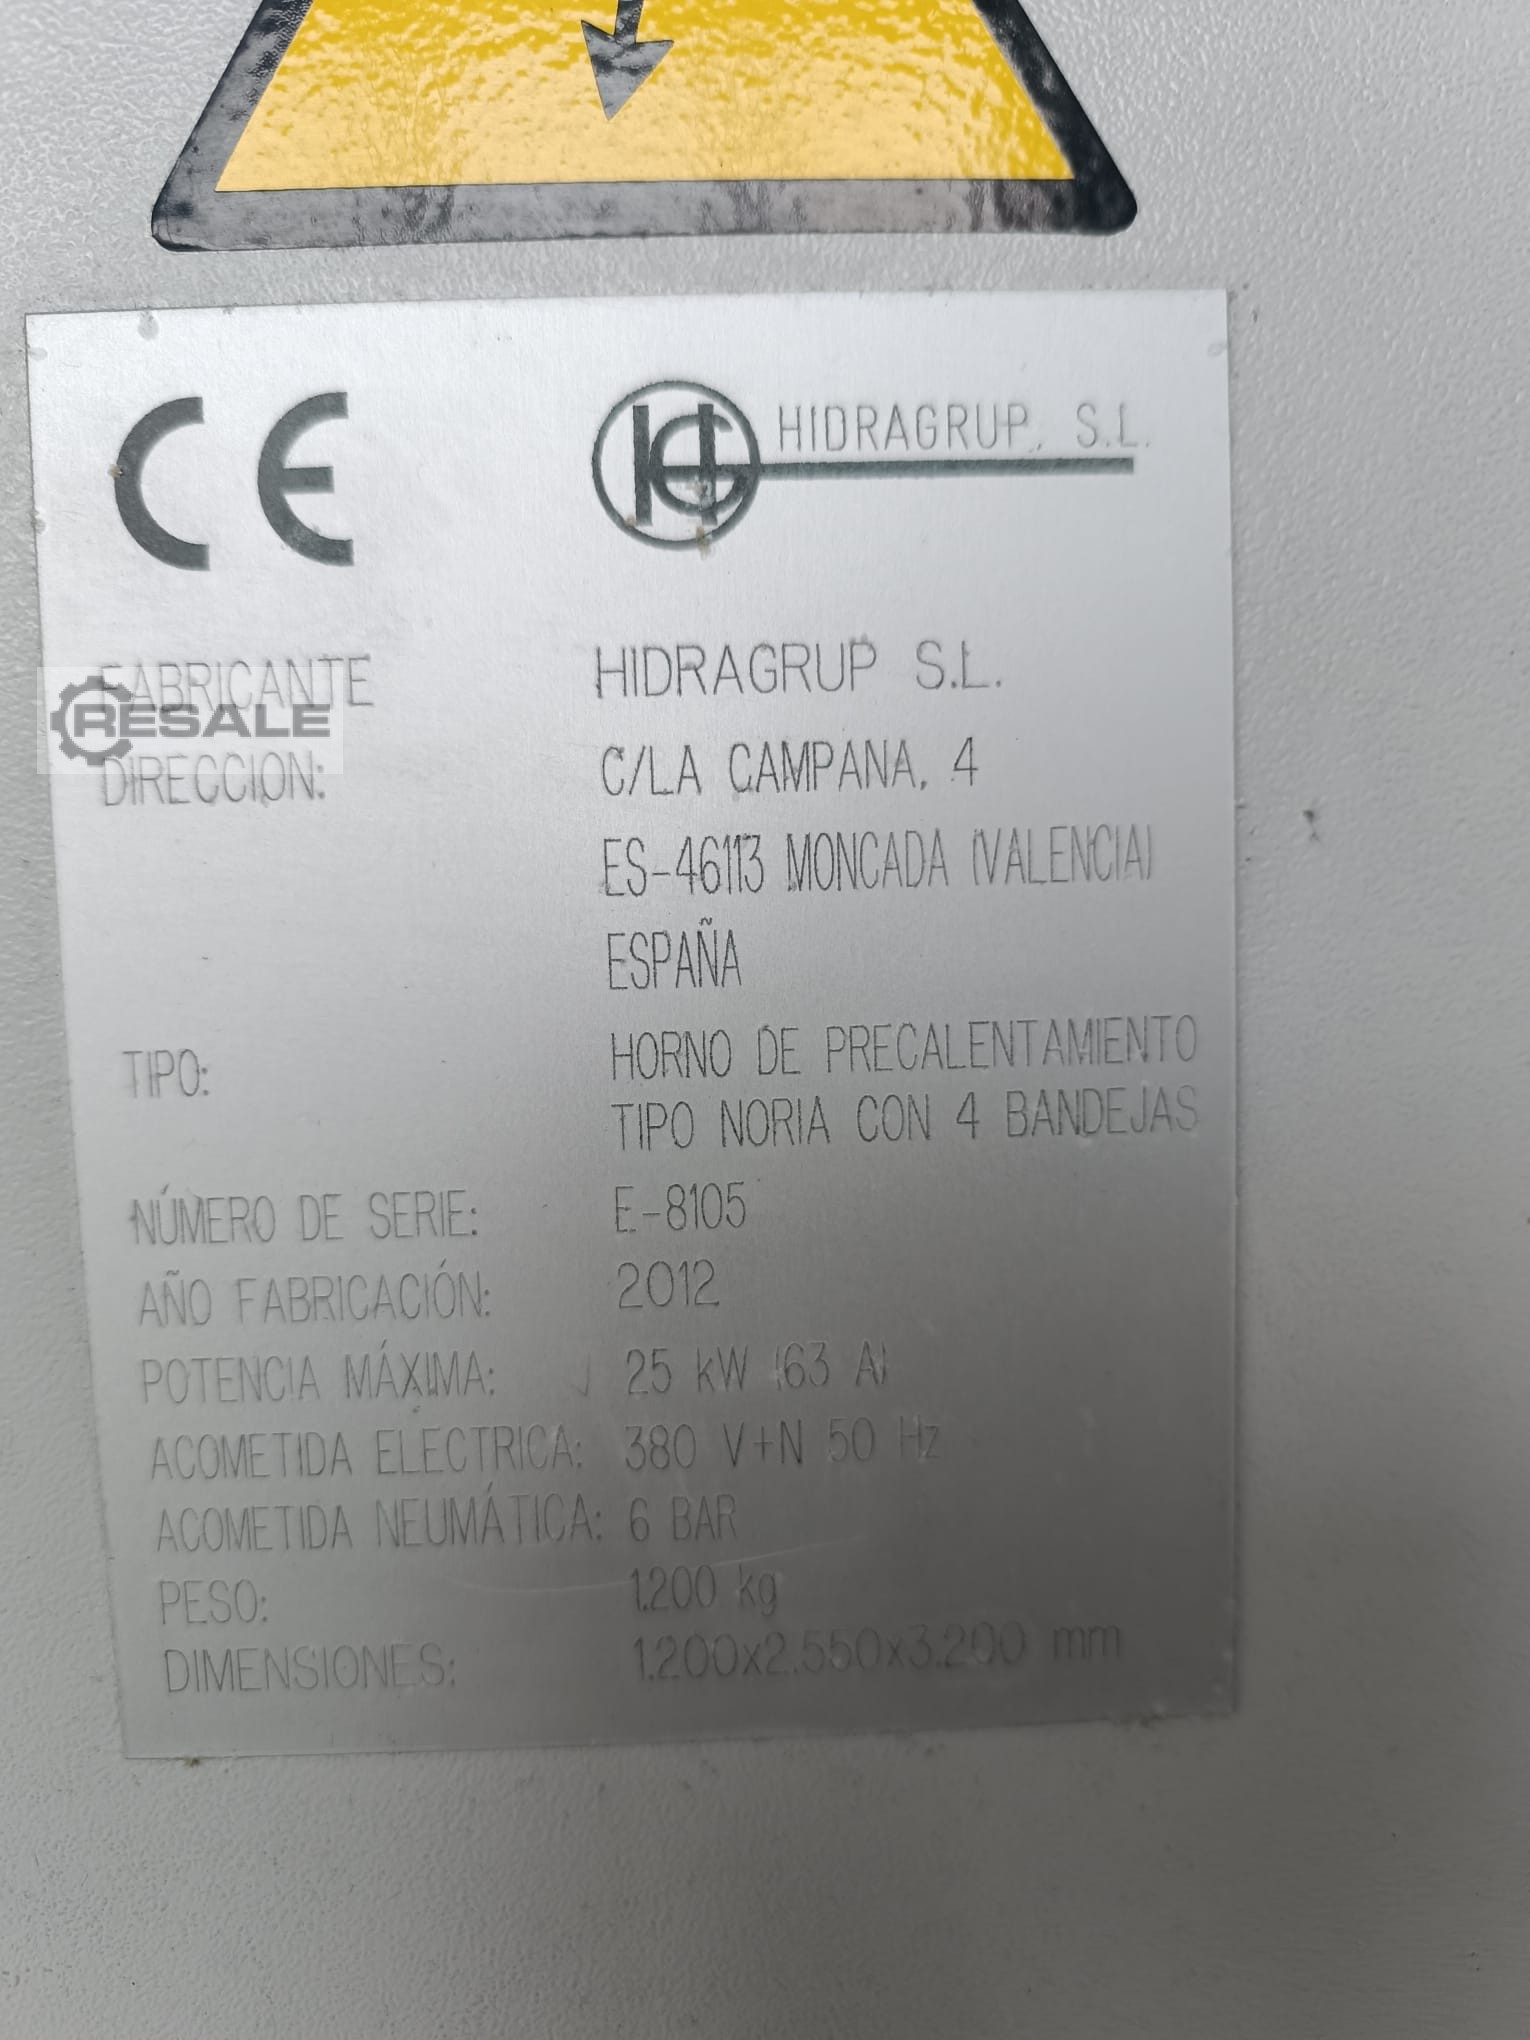 CE
HG HIDRAGRUP, S.L.
FABRICANTE HIDRAGRUP S.L.
RESALE
DIRECCION: C/LA CAMPANA, 4
ES-46113 MONCADA (VALENCIA)
ESPAÑA
TIPO: HORNO DE PRECALENTAMIENTO
TIPO NORIA CON 4 BANDEJAS
NÚMERO DE SERIE: E-8105
AÑO FABRICACIÓN: 2012
POTENCIA MÁXIMA: 25 kW (63 A)
ACOMETIDA ELECTRICA: 380 V+N 50 Hz
ACOMETIDA NEUMÁTICA: 6 BAR
PESO: 1.200 kg
DIMENSIONES: 1.200x2.550x3.200 mm